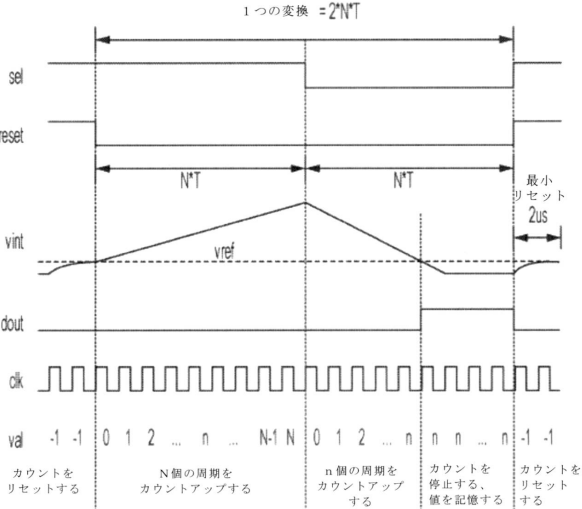 1つの変換 =2*N*T
sel
reset
N*T N*T
最小
リセット
2us
vint
vref
dout
clk
val -1 -1 0 1 2 ... n ... N-1 N 0 1 2 ... n n n ... n -1 -1
カウントを
リセットする
N個の周期を
カウントアップする
n個の周期を
カウントアップ
する
カウントを
停止する、
値を記憶する
カウントを
リセット
する